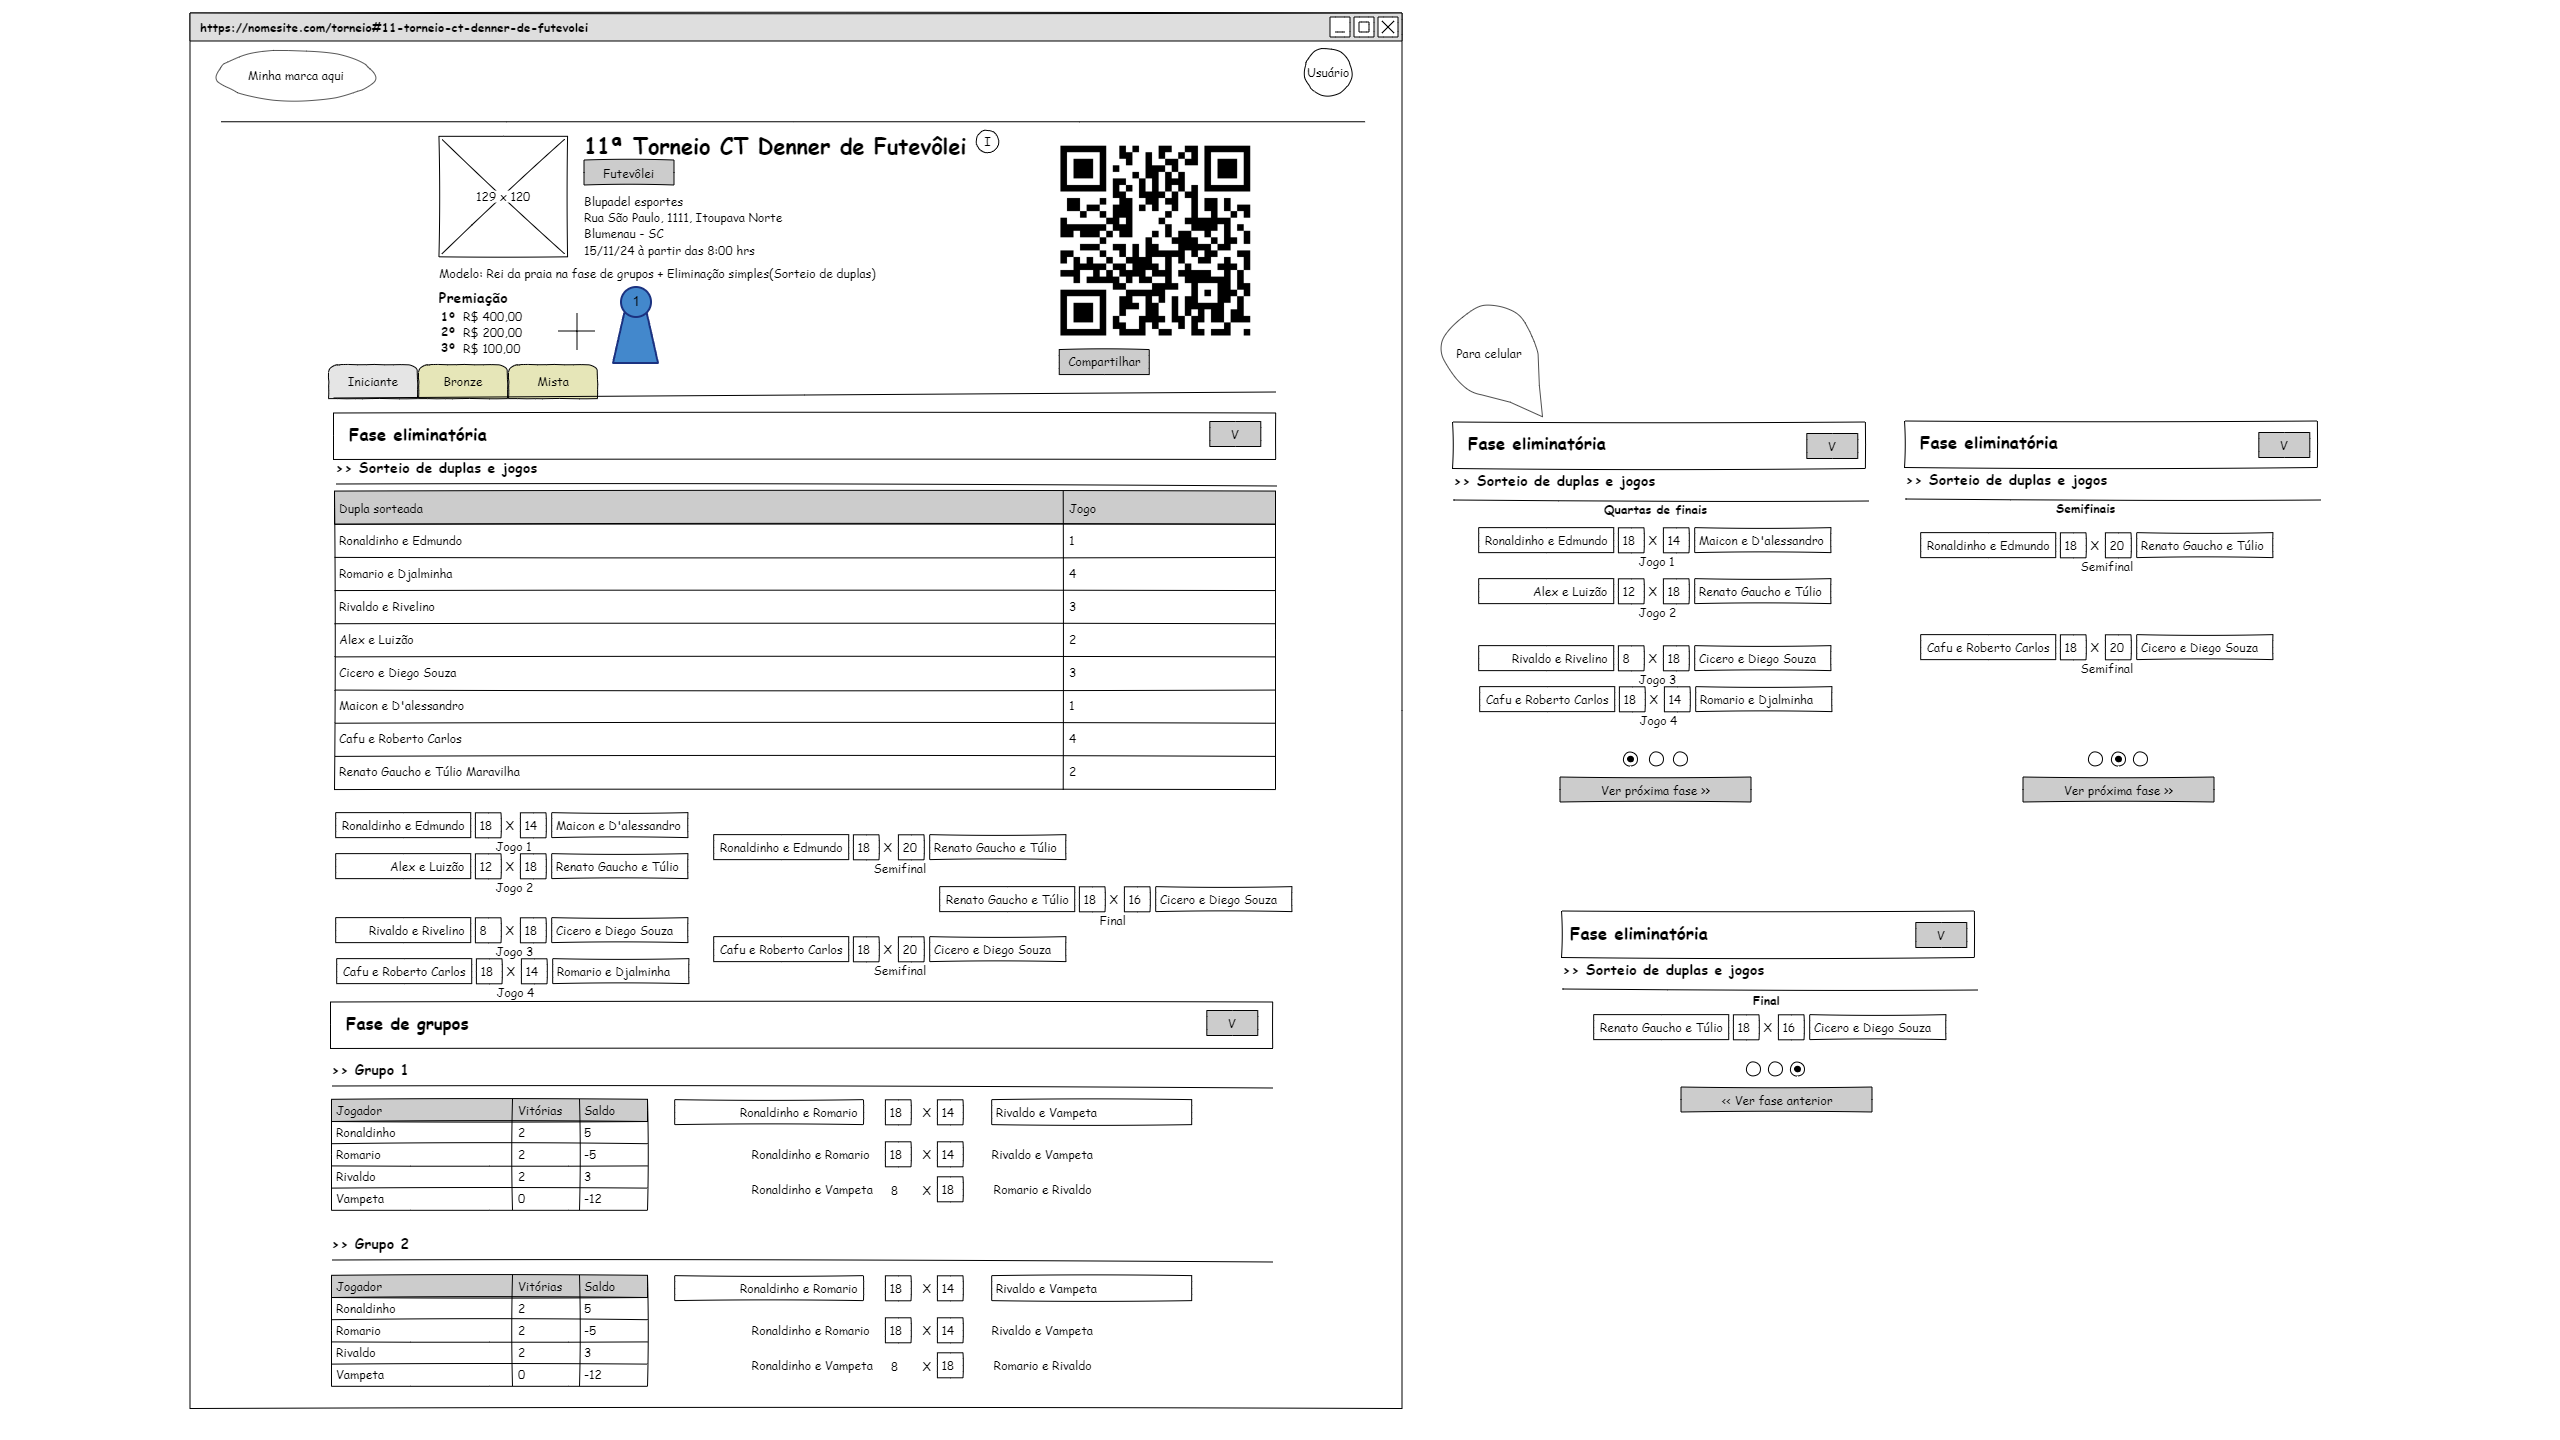 https://nomesite.com/torneio#11-torneio-ct-denner-de-futevolei
Minha marca aqui
Usuário
129 x 120
11ª Torneio CT Denner de Futevôlei
I
Futevôlei
Blupadel esportes
Rua São Paulo, 1111, Itoupava Norte
Blumenau - SC
15/11/24 à partir das 8:00 hrs
Modelo: Rei da praia na fase de grupos + Eliminação simples(Sorteio de duplas)
Premiação
1º R$ 400,00
2º R$ 200,00
3º R$ 100,00
1
Compartilhar
Iniciante Bronze Mista
Fase eliminatória V
>> Sorteio de duplas e jogos
Dupla sorteada Jogo
Ronaldinho e Edmundo 1
Romario e Djalminha 4
Rivaldo e Rivelino 3
Alex e Luizão 2
Cicero e Diego Souza 3
Maicon e D'alessandro 1
Cafu e Roberto Carlos 4
Renato Gaucho e Túlio Maravilha 2
Ronaldinho e Edmundo 18 X 14 Maicon e D'alessandro
Jogo 1
Alex e Luizão 12 X 18 Renato Gaucho e Túlio
Jogo 2
Rivaldo e Rivelino 8 X 18 Cicero e Diego Souza
Jogo 3
Cafu e Roberto Carlos 18 X 14 Romario e Djalminha
Jogo 4
Ronaldinho e Edmundo 18 X 20 Renato Gaucho e Túlio
Semifinal
Renato Gaucho e Túlio 18 X 16 Cicero e Diego Souza
Final
Cafu e Roberto Carlos 18 X 20 Cicero e Diego Souza
Semifinal
Fase de grupos V
>> Grupo 1
Jogador Vitórias Saldo
Ronaldinho 2 5
Romario 2 -5
Rivaldo 2 3
Vampeta 0 -12
Ronaldinho e Romario 18 X 14 Rivaldo e Vampeta
Ronaldinho e Romario 18 X 14 Rivaldo e Vampeta
Ronaldinho e Vampeta 8 X 18 Romario e Rivaldo
>> Grupo 2
Jogador Vitórias Saldo
Ronaldinho 2 5
Romario 2 -5
Rivaldo 2 3
Vampeta 0 -12
Ronaldinho e Romario 18 X 14 Rivaldo e Vampeta
Ronaldinho e Romario 18 X 14 Rivaldo e Vampeta
Ronaldinho e Vampeta 8 X 18 Romario e Rivaldo
Para celular
Fase eliminatória V
>> Sorteio de duplas e jogos
Quartas de finais
Ronaldinho e Edmundo 18 X 14 Maicon e D'alessandro
Jogo 1
Alex e Luizão 12 X 18 Renato Gaucho e Túlio
Jogo 2
Rivaldo e Rivelino 8 X 18 Cicero e Diego Souza
Jogo 3
Cafu e Roberto Carlos 18 X 14 Romario e Djalminha
Jogo 4
Ver próxima fase >>
Fase eliminatória V
>> Sorteio de duplas e jogos
Semifinais
Ronaldinho e Edmundo 18 X 20 Renato Gaucho e Túlio
Semifinal
Cafu e Roberto Carlos 18 X 20 Cicero e Diego Souza
Semifinal
Ver próxima fase >>
Fase eliminatória V
>> Sorteio de duplas e jogos
Final
Renato Gaucho e Túlio 18 X 16 Cicero e Diego Souza
<< Ver fase anterior